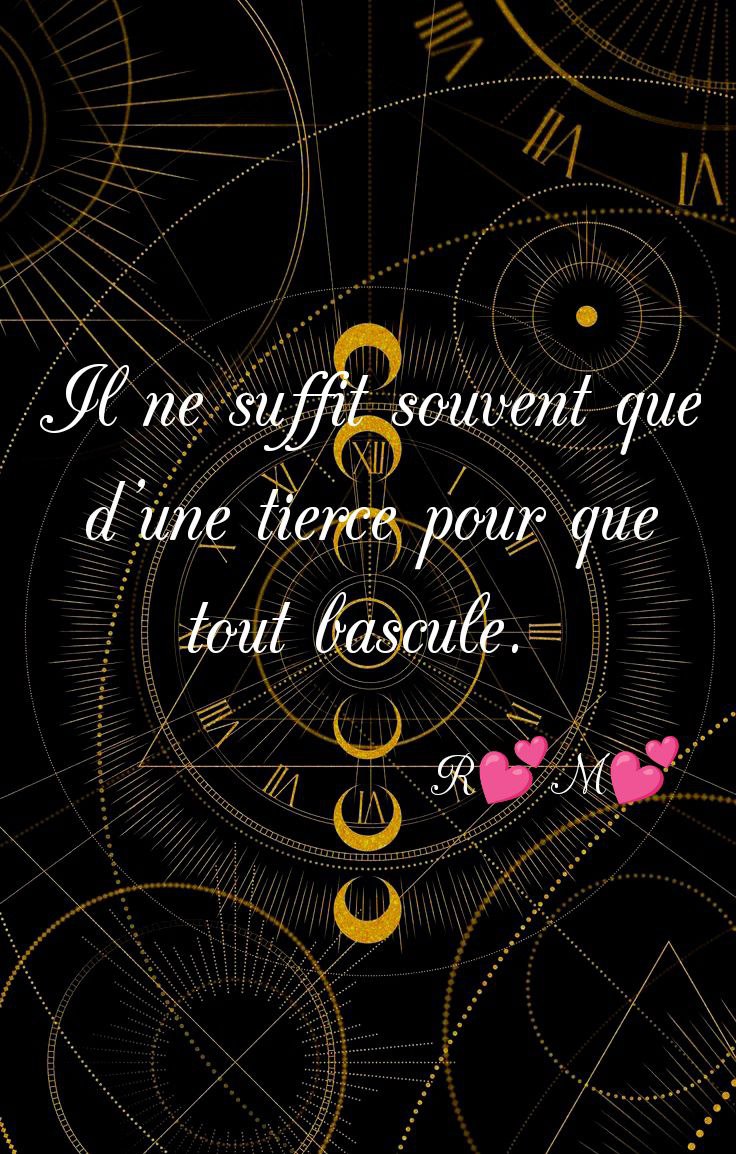 Il ne suffit souvent que
d'une tierce pour que
tout bascule.
R💕M💕